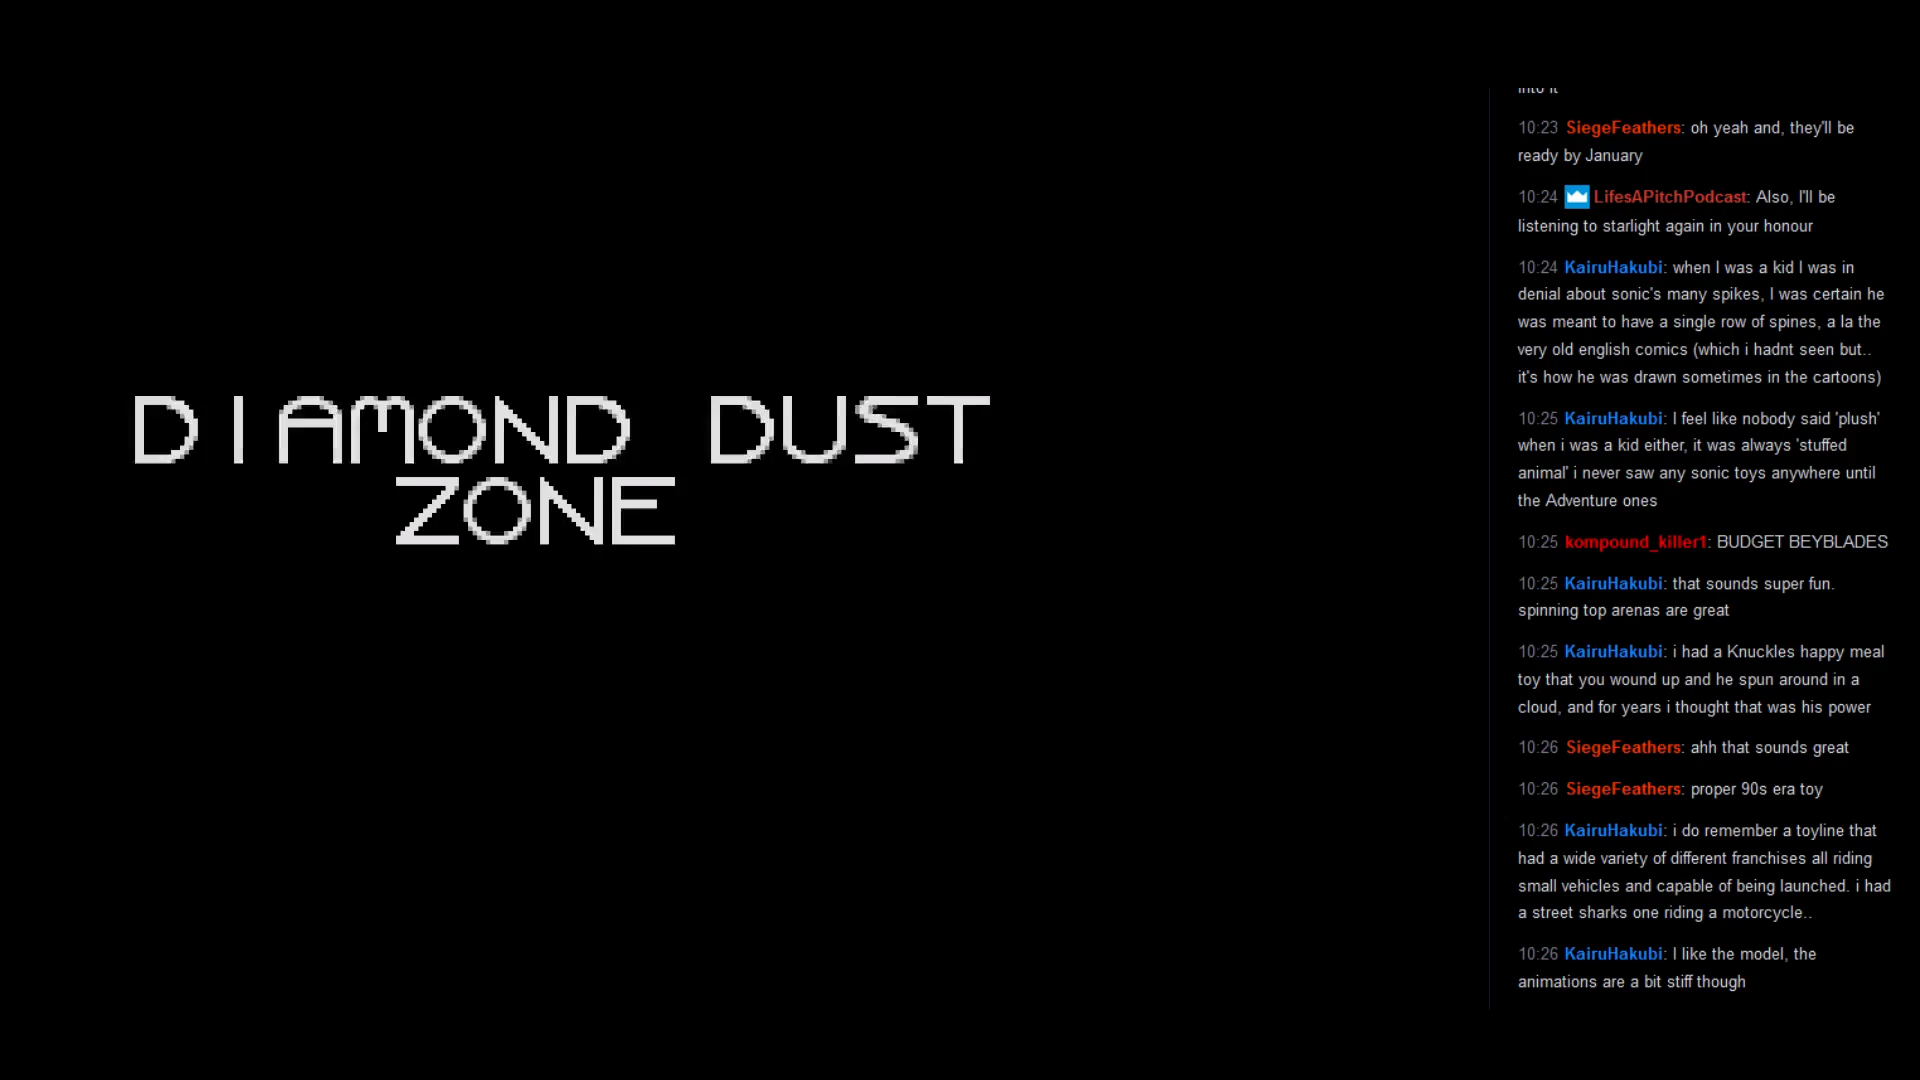 DIAMOND DUST
ZONE
into it
10:23 SiegeFeathers: oh yeah and, they'll be
ready by January
10:24 LifesAPitchPodcast: Also, I'll be
listening to starlight again in your honour
10:24 KairuHakubi: when I was a kid I was in
denial about sonic's many spikes, I was certain he
was meant to have a single row of spines, a la the
very old english comics (which i hadnt seen but..
it's how he was drawn sometimes in the cartoons)
10:25 KairuHakubi: I feel like nobody said 'plush'
when i was a kid either, it was always 'stuffed
animal' i never saw any sonic toys anywhere until
the Adventure ones
10:25 kompound_killer1: BUDGET BEYBLADES
10:25 KairuHakubi: that sounds super fun.
spinning top arenas are great
10:25 KairuHakubi: i had a Knuckles happy meal
toy that you wound up and he spun around in a
cloud, and for years i thought that was his power
10:26 SiegeFeathers: ahh that sounds great
10:26 SiegeFeathers: proper 90s era toy
10:26 KairuHakubi: i do remember a toyline that
had a wide variety of different franchises all riding
small vehicles and capable of being launched. i had
a street sharks one riding a motorcycle..
10:26 KairuHakubi: I like the model, the
animations are a bit stiff though